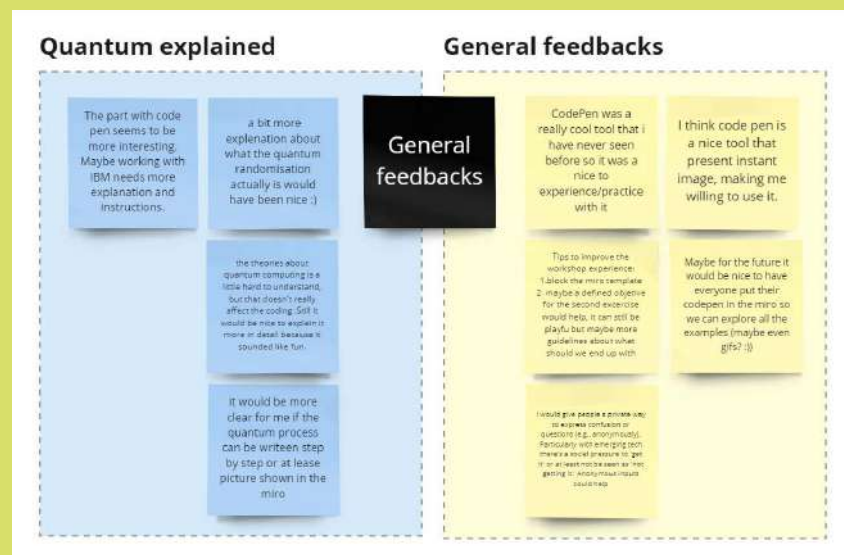 Quantum explained
The part with code
pen seems to be
more interesting.
Maybe working with
IBM needs more
explanation and
instructions.
a bit more
explenation about
what the quantum
randomisation
actually is would
have been nice :)
the theories about
quantum computing is a
little hard to understand,
but that doesn't really
affect the coding .Still it
would be nice to explain it
more in detail because it
sounded like fun.
it would be more
clear for me if the
quantum process
can be writeen step
by step or at lease
picture shown in the
miro
General
feedbacks
General feedbacks
CodePen was a
really cool tool that i
have never seen
before so it was a
nice to
experience/practice
with it
I think code pen is
a nice tool that
present instant
image, making me
willing to use it.
Tips to improve the
workshop experience:
1.block the miro template
2. maybe a defined objetive
for the second excercise
would help, it can still be
playfu but maybe more
guidelines about what
should we end up with
Maybe for the future it
would be nice to have
everyone put their
codepen in the miro so
we can explore all the
examples (maybe even
gifs? :))
I would give people a private way
to express confusion or
questions (e.g., anonymously).
Particularly with emerging tech
there's a social pressure to 'get
it' or at least not be seen as 'not
getting it'. Anonymous inputs
could help